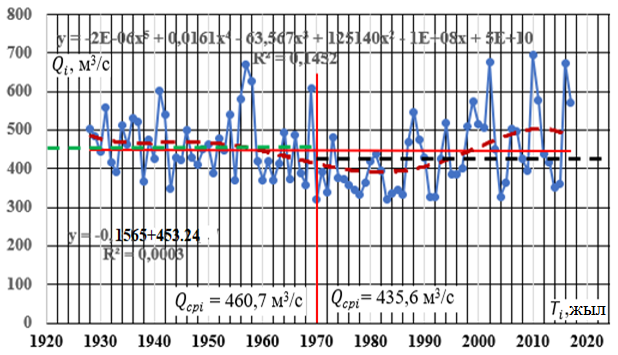 800
y = -2E-06x⁵ + 0,0161x⁴ - 63,567x³ + 125140x² - 1E+08x + 5E+10
R² = 0,1452
700
Qᵢ, м³/с
600
500
400
300
200
y = -0,1565+453.24
R² = 0,0003
100
Q𝑐𝑝𝑖 = 460,7 м³/с
Q𝑐𝑝𝑖 = 435,6 м³/с
Tᵢ, жыл
0
1920 1930 1940 1950 1960 1970 1980 1990 2000 2010 2020